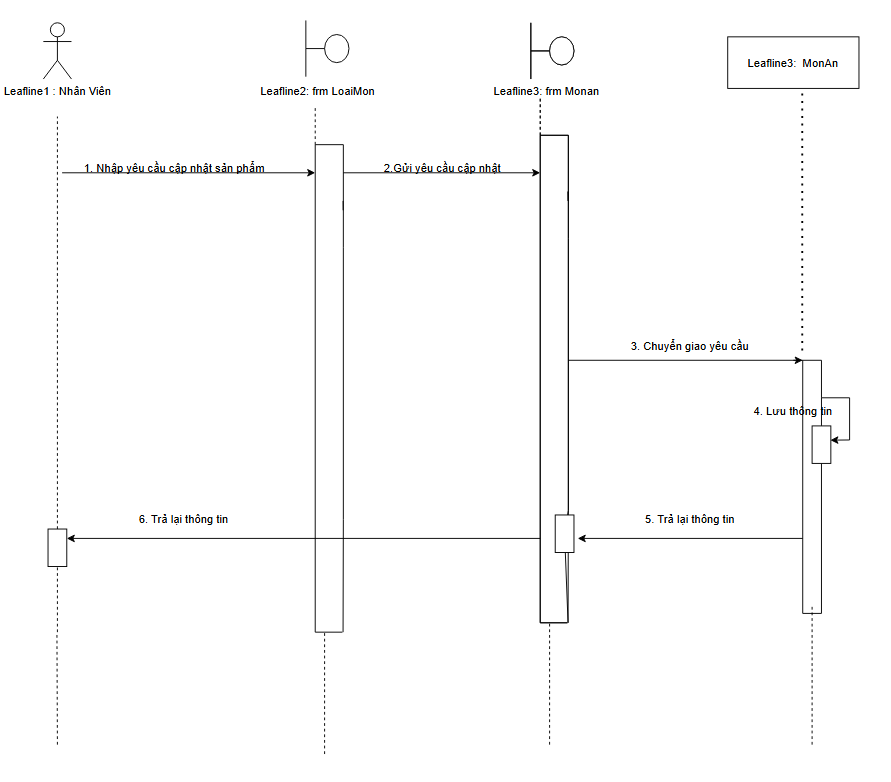 Leafline1 : Nhân Viên
Leafline2: frm LoaiMon
Leafline3: frm Monan
Leafline3:  MonAn
1. Nhập yêu cầu cập nhật sản phẩm
2.Gửi yêu cầu cập nhật
3. Chuyển giao yêu cầu
4. Lưu thông tin
5. Trả lại thông tin
6. Trả lại thông tin